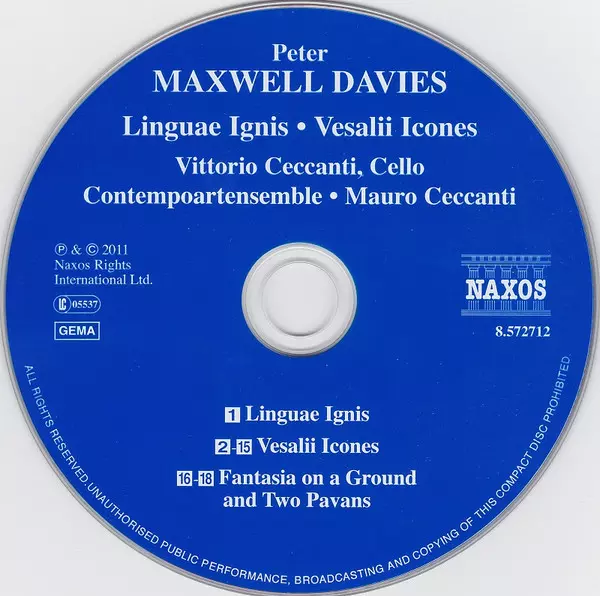 Peter
MAXWELL DAVIES
Linguae Ignis • Vesalii Icones
Vittorio Ceccanti, Cello
Contempoartensemble • Mauro Ceccanti
℗ & © 2011
Naxos Rights
International Ltd.
LC 05537
GEMA
NAXOS
8.572712
1 Linguae Ignis
2-15 Vesalii Icones
16-18 Fantasia on a Ground
and Two Pavans
ALL RIGHTS RESERVED. UNAUTHORISED PUBLIC PERFORMANCE, BROADCASTING AND COPYING OF THIS COMPACT DISC PROHIBITED.